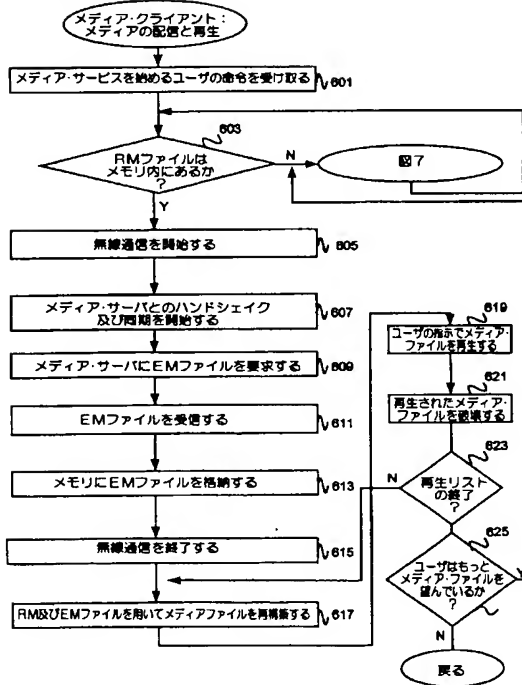 メディア・クライアント：
メディアの配信と再生
メディア・サービスを始めるユーザの命令を受け取る
601
603
RMファイルは
メモリ内にあるか
？
N
図7
Y
無線通信を開始する
605
メディア・サーバとのハンドシェイク
及び同期を開始する
607
メディア・サーバにEMファイルを要求する
609
EMファイルを受信する
611
メモリにEMファイルを格納する
613
無線通信を終了する
615
RM及びEMファイルを用いてメディアファイルを再構築する
617
619
ユーザの指示でメディア・
ファイルを再生する
621
再生されたメディア・
ファイルを破壊する
623
N
再生リスト
の終了
？
625
ユーザはもっと
メディア・ファイルを
望んでいるか
？
Y
N
戻る